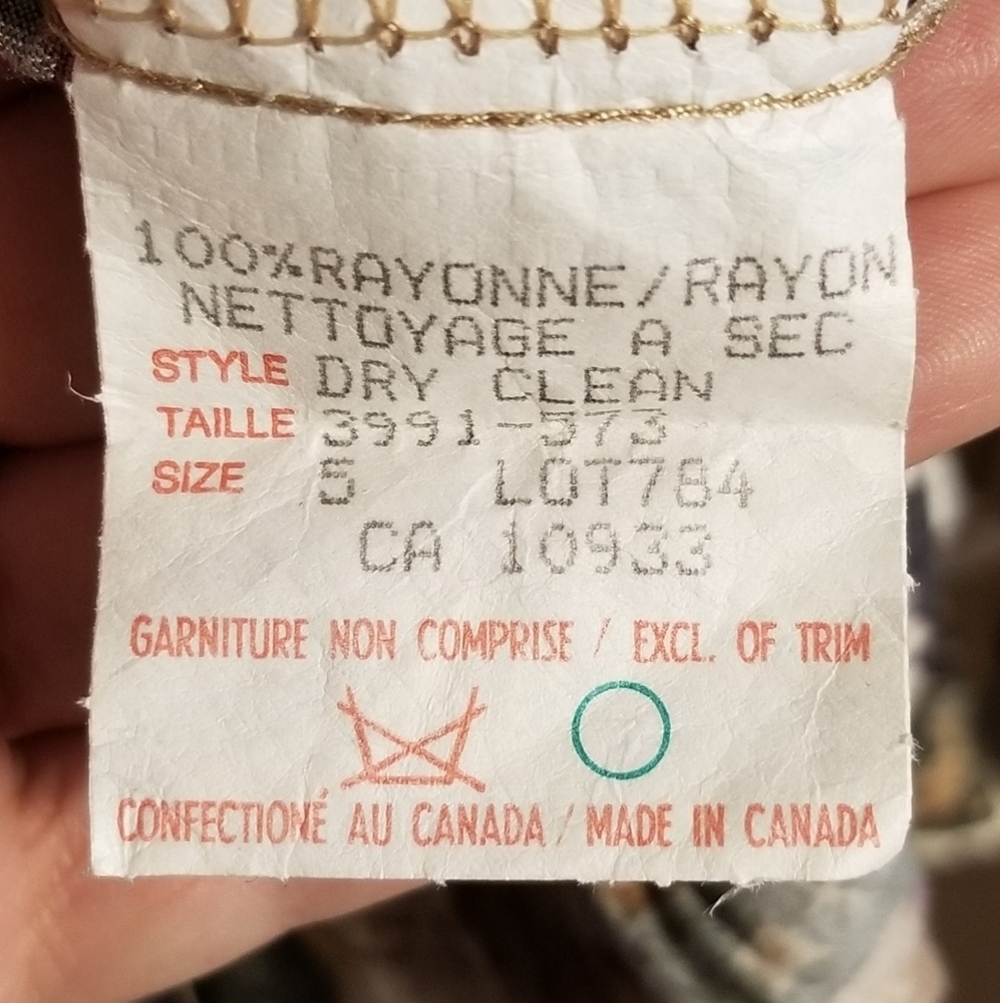 100%RAYONNE/RAYON
NETTOYAGE A SEC
STYLE DRY CLEAN
TAILLE 3991-573
SIZE 5 LOT784
CA 10933
GARNITURE NON COMPRISE / EXCL. OF TRIM
CONFECTIONÉ AU CANADA / MADE IN CANADA